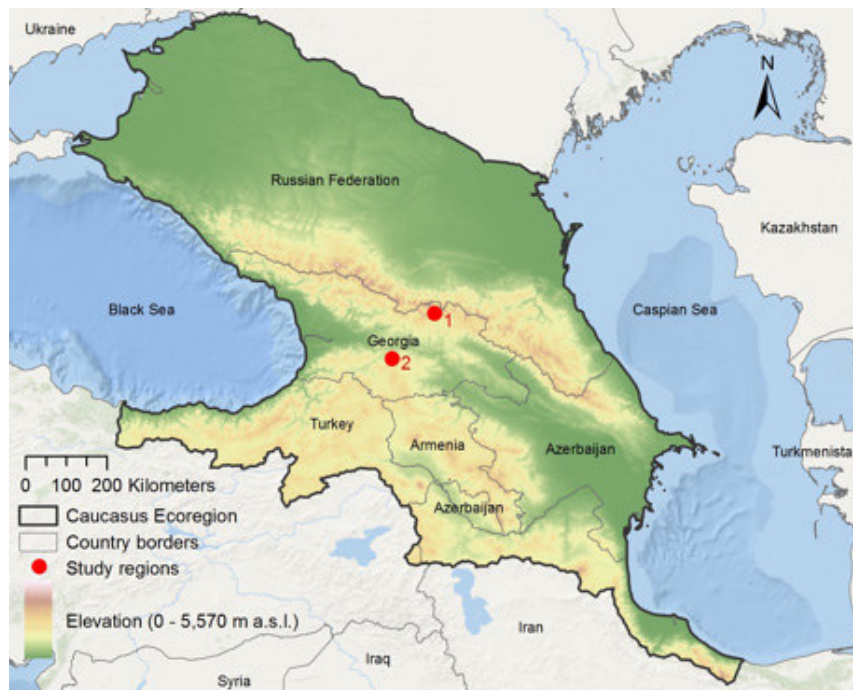 Ukraine
N
Russian Federation
Kazakhstan
Black Sea
Caspian Sea
1
Georgia
2
Turkey
Armenia
Azerbaijan
Turkmenista
0 100 200 Kilometers
Azerbaijan
Caucasus Ecoregion
Country borders
Study regions
Elevation (0 - 5,570 m a.s.l.)
Iran
Iraq
Syria